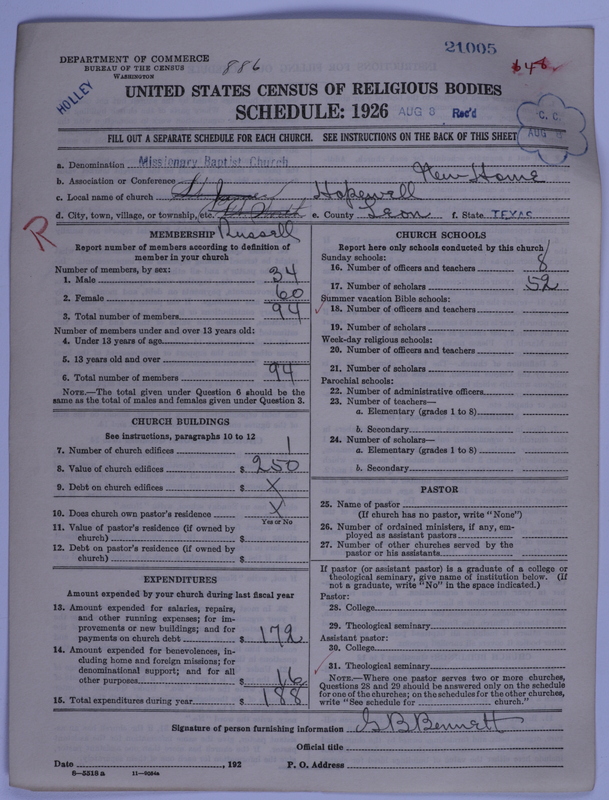 21005
DEPARTMENT OF COMMERCE
BUREAU OF THE CENSUS
WASHINGTON
886
HOLLEY
UNITED STATES CENSUS OF RELIGIOUS BODIES
SCHEDULE: 1926
AUG 8 Rec'd
C. C.
AUG
FILL OUT A SEPARATE SCHEDULE FOR EACH CHURCH. SEE INSTRUCTIONS ON THE BACK OF THIS SHEET
a. Denomination Missionary Baptist Church
b. Association or Conference New Home
c. Local name of church St James Hopewell
d. City, town, village, or township, etc. e. County Leon f. State TEXAS
R
Russell
MEMBERSHIP
Report number of members according to definition of
member in your church
Number of members, by sex:
1. Male 34
2. Female 60
3. Total number of members 94
Number of members under and over 13 years old:
4. Under 13 years of age
5. 13 years old and over
6. Total number of members 94
NOTE.—The total given under Question 6 should be the
same as the total of males and females given under Question 3.
CHURCH BUILDINGS
See instructions, paragraphs 10 to 12
7. Number of church edifices 1
8. Value of church edifices $ 250
9. Debt on church edifices $ X
10. Does church own pastor's residence X
Yes or No
11. Value of pastor's residence (if owned by
church) $
12. Debt on pastor's residence (if owned by
church) $
EXPENDITURES
Amount expended by your church during last fiscal year
13. Amount expended for salaries, repairs,
and other running expenses; for im-
provements or new buildings; and for
payments on church debt $ 172
14. Amount expended for benevolences, in-
cluding home and foreign missions; for
denominational support; and for all
other purposes $ 16
15. Total expenditures during year $ 188
CHURCH SCHOOLS
Report here only schools conducted by this church
Sunday schools:
16. Number of officers and teachers 8
17. Number of scholars 52
Summer vacation Bible schools:
18. Number of officers and teachers
19. Number of scholars
Week-day religious schools:
20. Number of officers and teachers
21. Number of scholars
Parochial schools:
22. Number of administrative officers
23. Number of teachers—
a. Elementary (grades 1 to 8)
b. Secondary
24. Number of scholars—
a. Elementary (grades 1 to 8)
b. Secondary
PASTOR
25. Name of pastor
(If church has no pastor, write "None")
26. Number of ordained ministers, if any, em-
ployed as assistant pastors
27. Number of other churches served by the
pastor or his assistants
If pastor (or assistant pastor) is a graduate of a college or
theological seminary, give name of institution below. (If
not a graduate, write "No" in the space indicated.)
Pastor:
28. College
29. Theological seminary
Assistant pastor:
30. College
31. Theological seminary
NOTE.—Where one pastor serves two or more churches,
Questions 28 and 29 should be answered only on the schedule
for one of the churches; on the schedules for the other churches,
write "See schedule for church."
Signature of person furnishing information G B Bennett
Official title
Date , 192 P. O. Address
8—5518 a 11—9064a